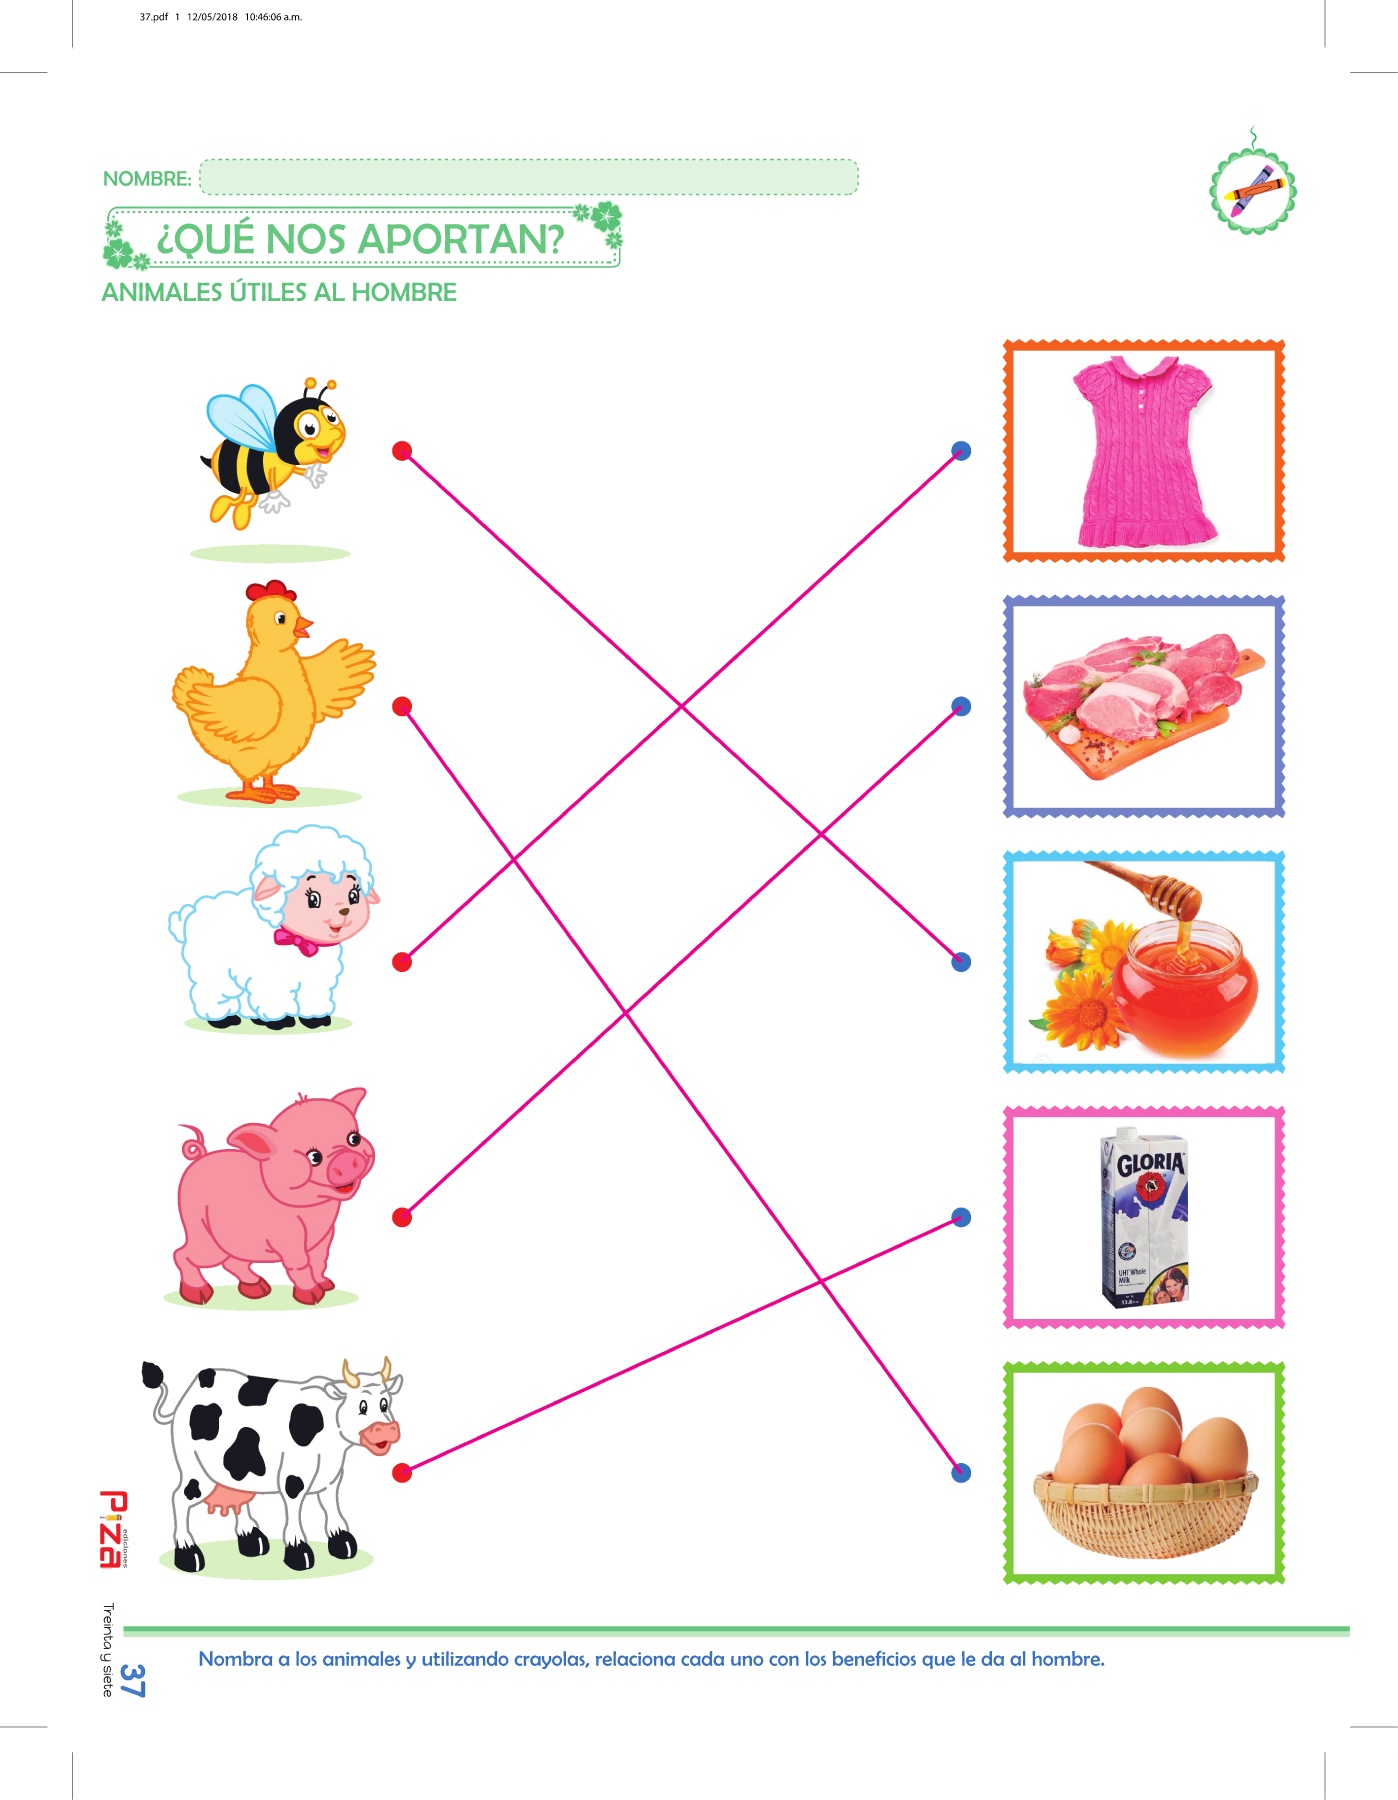 37.pdf 1 12/05/2018 10:46:06 a.m.
NOMBRE:
¿QUÉ NOS APORTAN?
ANIMALES ÚTILES AL HOMBRE
GLORIA
UHT Whole
Milk
Piza
ediciones
Treinta y siete
37
Nombra a los animales y utilizando crayolas, relaciona cada uno con los beneficios que le da al hombre.